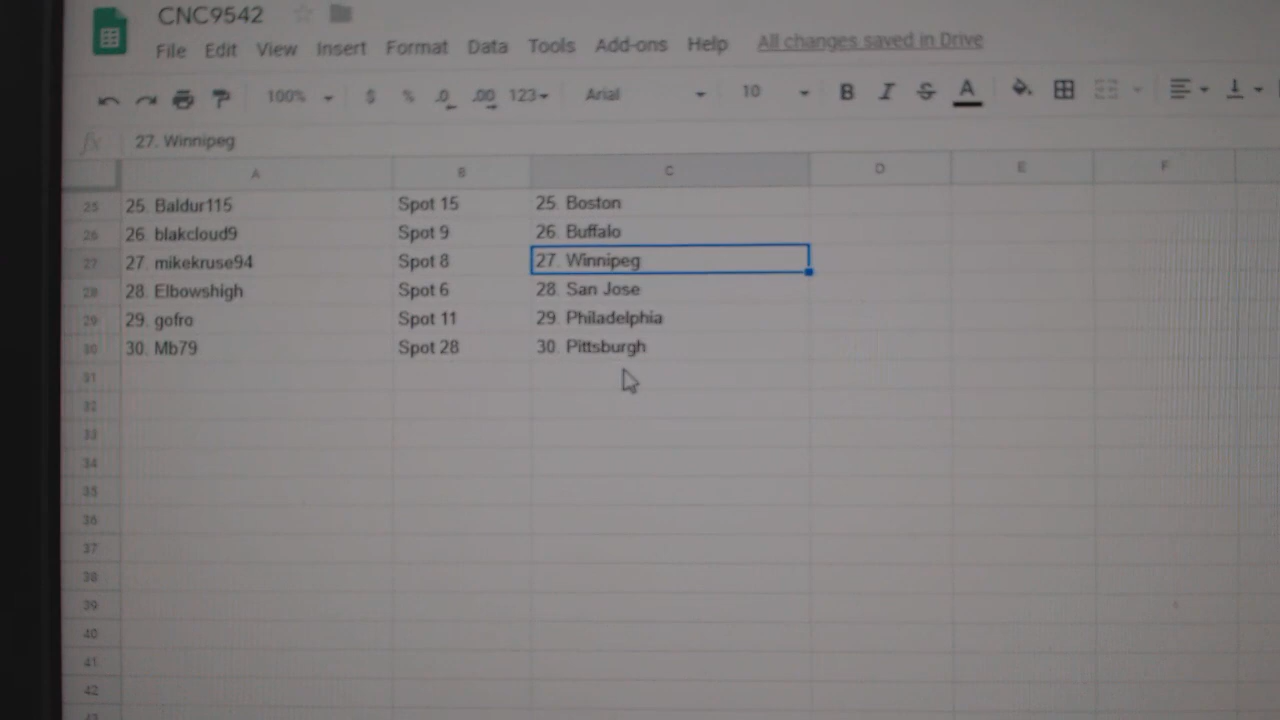 CNC9542
File Edit View Insert Format Data Tools Add-ons Help All changes saved in Drive
100% $ % .0 .00 123 Arial 10 B I S A
fx 27. Winnipeg
A B C D E F
25 25. Baldur115 Spot 15 25. Boston
26 26. blakcloud9 Spot 9 26. Buffalo
27 27. mikekruse94 Spot 8 27. Winnipeg
28 28. Elbowshigh Spot 6 28. San Jose
29 29. gofro Spot 11 29. Philadelphia
30 30. Mb79 Spot 28 30. Pittsburgh
31
32
33
34
35
36
37
38
39
40
41
42